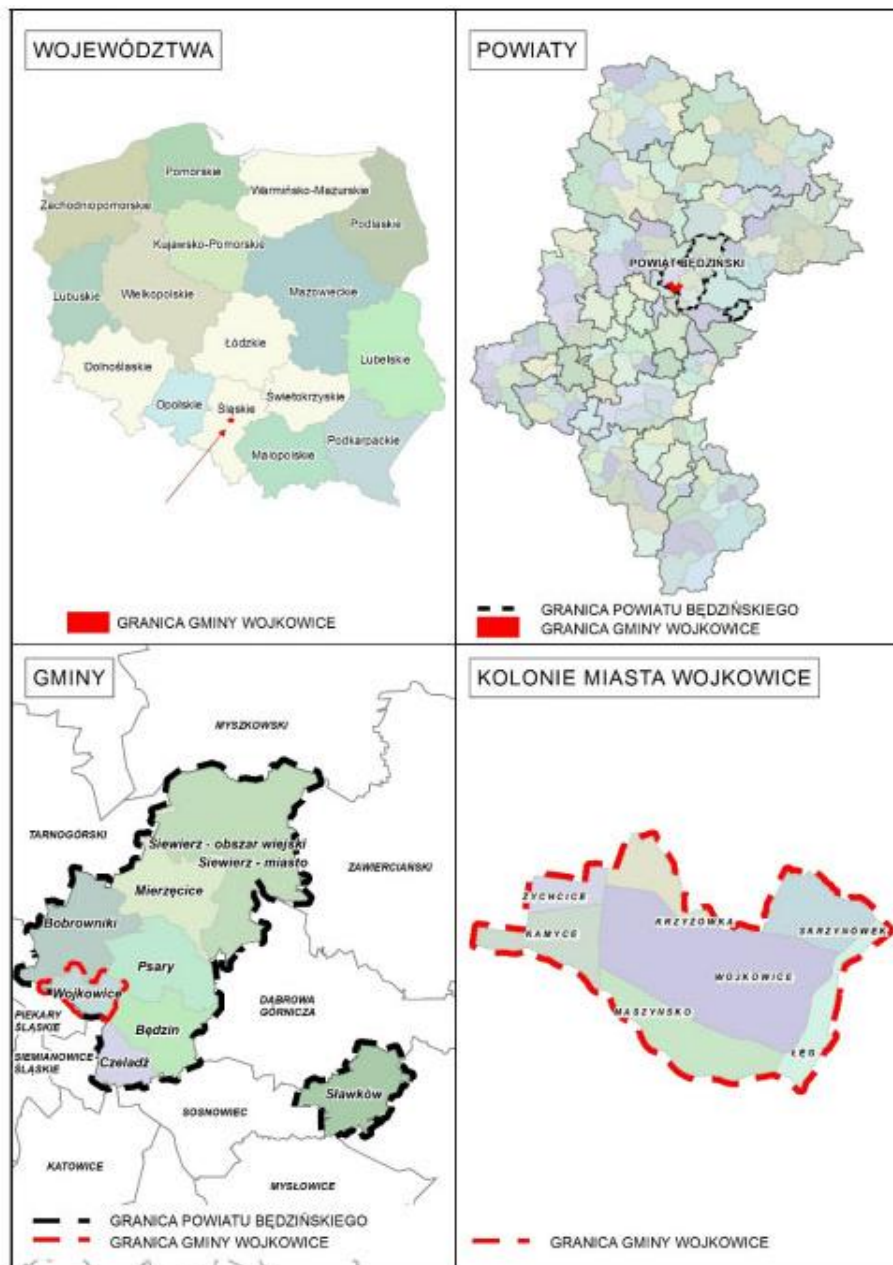 WOJEWÓDZTWA
Pomorskie
Warmińsko-Mazurskie
Zachodniopomorskie
Podlaskie
Kujawsko-Pomorskie
Lubuskie
Wielkopolskie
Mazowieckie
Łódzkie
Lubelskie
Dolnośląskie
Świetokrzyskie
Opolskie
Śląskie
Podkarpackie
Małopolskie
GRANICA GMINY WOJKOWICE
POWIATY
POWIAT BĘDZIŃSKI
GRANICA POWIATU BĘDZIŃSKIEGO
GRANICA GMINY WOJKOWICE
GMINY
MYSZKOWSKI
TARNOGÓRSKI
Siewierz - obszar wiejski
Siewierz - miasto
ZAWIERCIAŃSKI
Mierzęcice
Bobrowniki
Psary
Wojkowice
DĄBROWA
GÓRNICZA
PIEKARY
ŚLĄSKIE
Będzin
SIEMIANOWICE-
ŚLĄSKIE
Czeladź
Sławków
SOSNOWIEC
KATOWICE
MYSŁOWICE
GRANICA POWIATU BĘDZIŃSKIEGO
GRANICA GMINY WOJKOWICE
KOLONIE MIASTA WOJKOWICE
ŻYCHCICE
KRZYŻÓWKA
KAMYCE
SKRZYNÓWEK
WOJKOWICE
MASZYŃSKO
ŁĘG
GRANICA GMINY WOJKOWICE